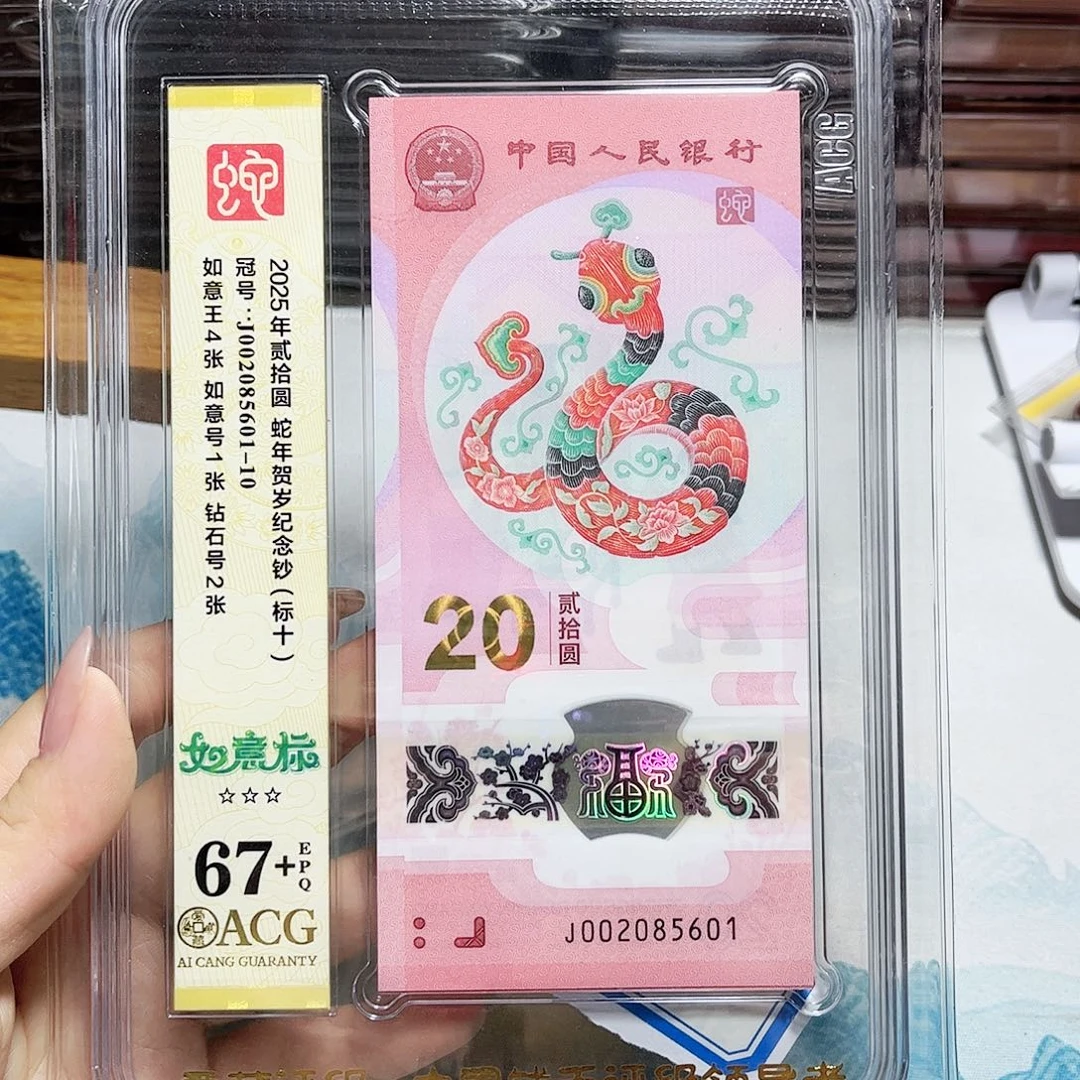 蛇
2025年贰拾圆 蛇年贺岁纪念钞(标十)
冠号:J002085601-10
如意王4张 如意号1张 钻石号2张
如意标
☆☆☆
67+
EPQ
ACG
AI CANG GUARANTY
中国人民银行
蛇
20
贰拾圆
福
J002085601
ACG